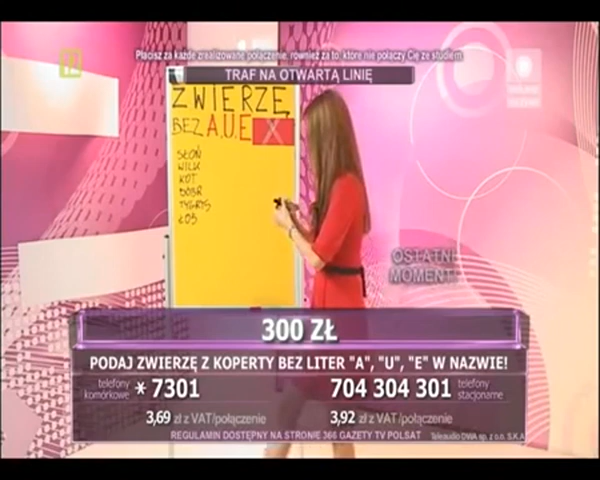 Płacisz za każde zrealizowane połączenie, również za to, które nie połączy Cię ze studiem
TRAF NA OTWARTĄ LINIĘ
ZWIERZĘ
BEZ A,U,E X
SŁOŃ
WILK
KOT
BÓBR
TYGRYS
ŁOŚ
OSTATNI
MOMENT!
300 ZŁ
PODAJ ZWIERZĘ Z KOPERTY BEZ LITER "A", "U", "E" W NAZWIE!
telefony komórkowe * 7301 704 304 301 telefony stacjonarne
3,69 zł z VAT/połączenie 3,92 zł z VAT/połączenie
REGULAMIN DOSTĘPNY NA STRONIE 366 GAZETY TV POLSAT
Teleaudio DWA sp. z o.o. S.K.A